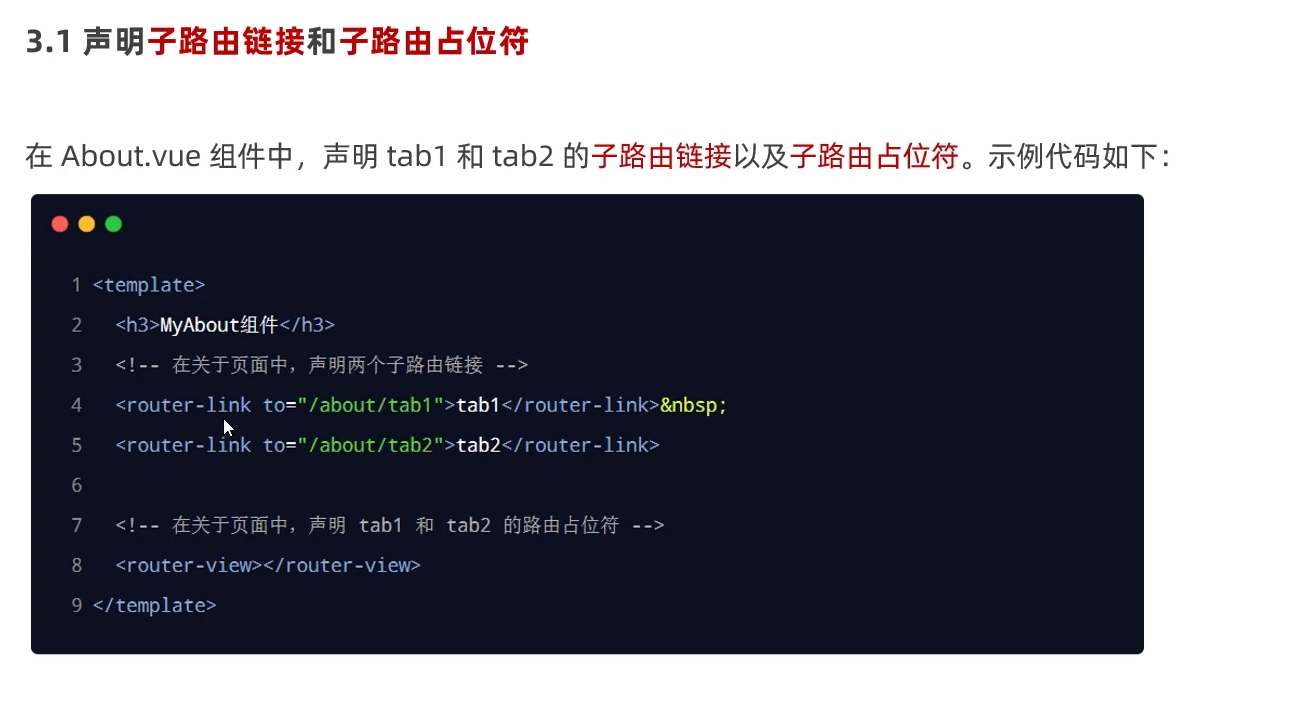 3.1 声明子路由链接和子路由占位符
在 About.vue 组件中，声明 tab1 和 tab2 的子路由链接以及子路由占位符。示例代码如下：
1 <template>
2   <h3>MyAbout组件</h3>
3   <!-- 在关于页面中，声明两个子路由链接 -->
4   <router-link to="/about/tab1">tab1</router-link>&nbsp;
5   <router-link to="/about/tab2">tab2</router-link>
6
7   <!-- 在关于页面中，声明 tab1 和 tab2 的路由占位符 -->
8   <router-view></router-view>
9 </template>